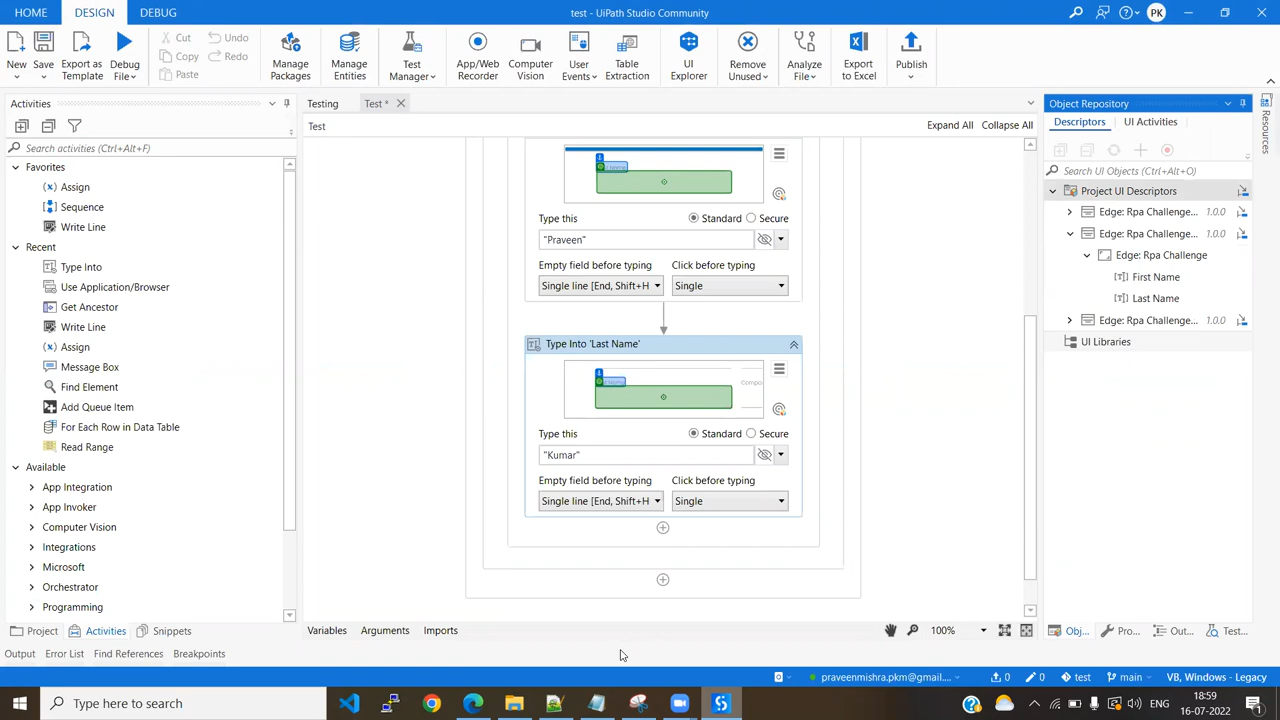 HOME DESIGN DEBUG test - UiPath Studio Community PK
New Save Export as Template Debug File Cut Copy Paste Undo Redo Manage Packages Manage Entities Test Manager App/Web Recorder Computer Vision User Events Table Extraction UI Explorer Remove Unused Analyze File Export to Excel Publish
Activities
Search activities (Ctrl+Alt+F)
Favorites
Assign
Sequence
Write Line
Recent
Type Into
Use Application/Browser
Get Ancestor
Write Line
Assign
Message Box
Find Element
Add Queue Item
For Each Row in Data Table
Read Range
Available
App Integration
App Invoker
Computer Vision
Integrations
Microsoft
Orchestrator
Programming
Project Activities Snippets
Testing Test *
Test Expand All Collapse All
Type this Standard Secure
"Praveen"
Empty field before typing Click before typing
Single line [End, Shift+H Single
Type Into 'Last Name'
Type this Standard Secure
"Kumar"
Empty field before typing Click before typing
Single line [End, Shift+H Single
Variables Arguments Imports 100%
Object Repository
Descriptors UI Activities
Search UI Objects (Ctrl+Alt+O)
Project UI Descriptors
Edge: Rpa Challenge... 1.0.0
Edge: Rpa Challenge... 1.0.0
Edge: Rpa Challenge
First Name
Last Name
Edge: Rpa Challenge... 1.0.0
UI Libraries
Obj... Pro... Out... Test...
Resources
Output Error List Find References Breakpoints
praveenmishra.pkm@gmail.... 0 0 test main VB, Windows - Legacy
Type here to search 18:59
16-07-2022